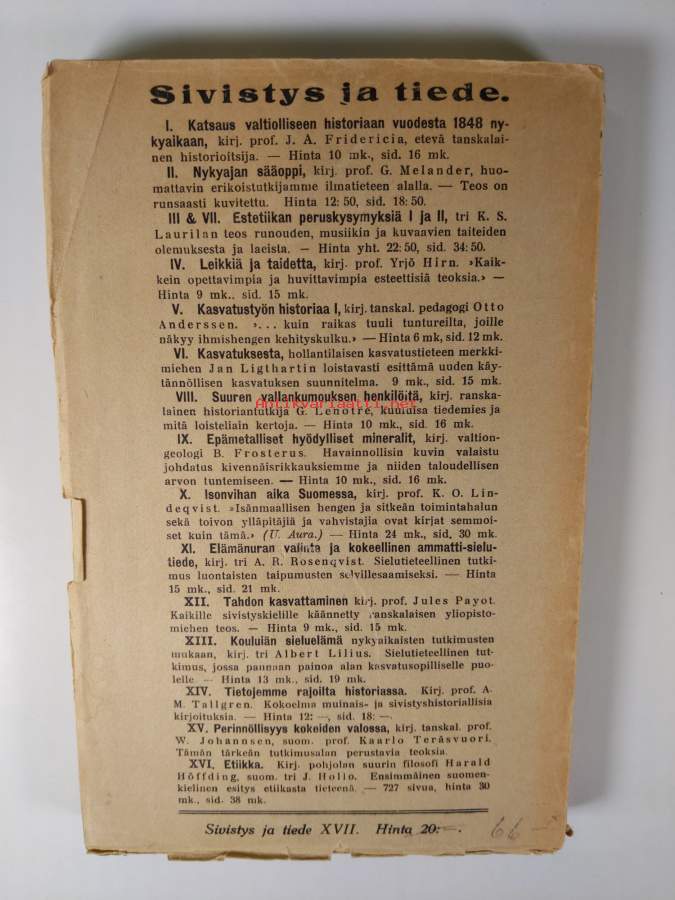 Sivistys ja tiede.
I. Katsaus valtiolliseen historiaan vuodesta 1848 ny-
kyaikaan, kirj. prof. J. A. Fridericia, etevä tanskalai-
nen historioitsija. — Hinta 10 mk., sid. 16 mk.
II. Nykyajan sääoppi, kirj. prof. G. Melander, huo-
mattavin erikoistutkijamme ilmatieteen alalla. — Teos on
runsaasti kuvitettu. Hinta 12:50, sid. 18:50.
III & VII. Estetiikan peruskysymyksiä I ja II, tri K. S.
Laurilan teos runouden, musiikin ja kuvaavien taiteiden
olemuksesta ja laeista. – Hinta yht. 22:50, sid. 34:50.
IV. Leikkiä ja taidetta, kirj. prof. Yrjö Hirn. »Kaik-
kein opettavimpia ja huvittavimpia esteettisiä teoksia.» —
Hinta 9 mk., sid. 15 mk.
V. Kasvatustyön historiaa I, kirj. tanskal. pedagogi Otto
Anderssen. »... kuin raikas tuuli tuntureilta, joille
näkyy ihmishengen kehityskulku.» — Hinta 6 mk, sid. 12 mk.
VI. Kasvatuksesta, hollantilaisen kasvatustieteen merkki-
miehen Jan Ligthartin loistavasti esittämä uuden käy-
tännöllisen kasvatuksen suunnitelma. 9 mk., sid. 15 mk.
VIII. Suuren vallankumouksen henkilöitä, kirj. ranska-
Antikvariaatti.net
lainen historiantutkija G. Lenotre, kuuluisa tiedemies ja
mitä loisteliain kertoja. — Hinta 10 mk., sid. 16 mk.
IX. Epämetalliset hyödylliset mineralit, kirj. valtion-
geologi B. Frosterus. Havainnollisin kuvin valaistu
johdatus kivennäisrikkauksiemme ja niiden taloudellisen
arvon tuntemiseen. — Hinta 10 mk., sid. 16 mk.
X. Isonvihan aika Suomessa, kirj. prof. K. O. Lin-
deqvist. »Isänmaallisen hengen ja sitkeän toimintahalun
sekä toivon ylläpitäjiä ja vahvistajia ovat kirjat semmoi-
set kuin tämä.» (U. Aura.) — Hinta 24 mk., sid. 30 mk.
XI. Elämänuran valinta ja kokeellinen ammatti-sielu-
tiede, kirj. tri A. R. Rosenqvist. Sielutieteellinen tutki-
mus luontaisten taipumusten selvillesaamiseksi. — Hinta
15 mk., sid. 21 mk.
XII. Tahdon kasvattaminen kirj. prof. Jules Payot.
Kaikille sivistyskielille käännetty ranskalaisen yliopisto-
miehen teos. — Hinta 9 mk., sid. 15 mk.
XIII. Kouluiän sieluelämä nykyaikaisten tutkimusten
mukaan, kirj. tri Albert Lilius. Sielutieteellinen tut-
kimus, jossa pannaan painoa alan kasvatusopilliselle puo-
lelle. — Hinta 13 mk., sid. 19 mk.
XIV. Tietojemme rajoilta historiassa. Kirj. prof. A.
M. Tallgren. Kokoelma muinais- ja sivistyshistoriallisia
kirjoituksia. — Hinta 12: —, sid. 18: —.
XV. Perinnöllisyys kokeiden valossa, kirj. tanskal. prof.
W. Johannsen, suom. prof. Kaarlo Teräsvuori.
Tämän tärkeän tutkimusalan perustavia teoksia.
XVI. Etiikka. Kirj. pohjolan suurin filosofi Harald
Höffding, suom. tri J. Hollo. Ensimmäinen suomen-
kielinen esitys etiikasta tieteenä. — 727 sivua, hinta 30
mk., sid. 38 mk.
Sivistys ja tiede XVII. Hinta 20: —.